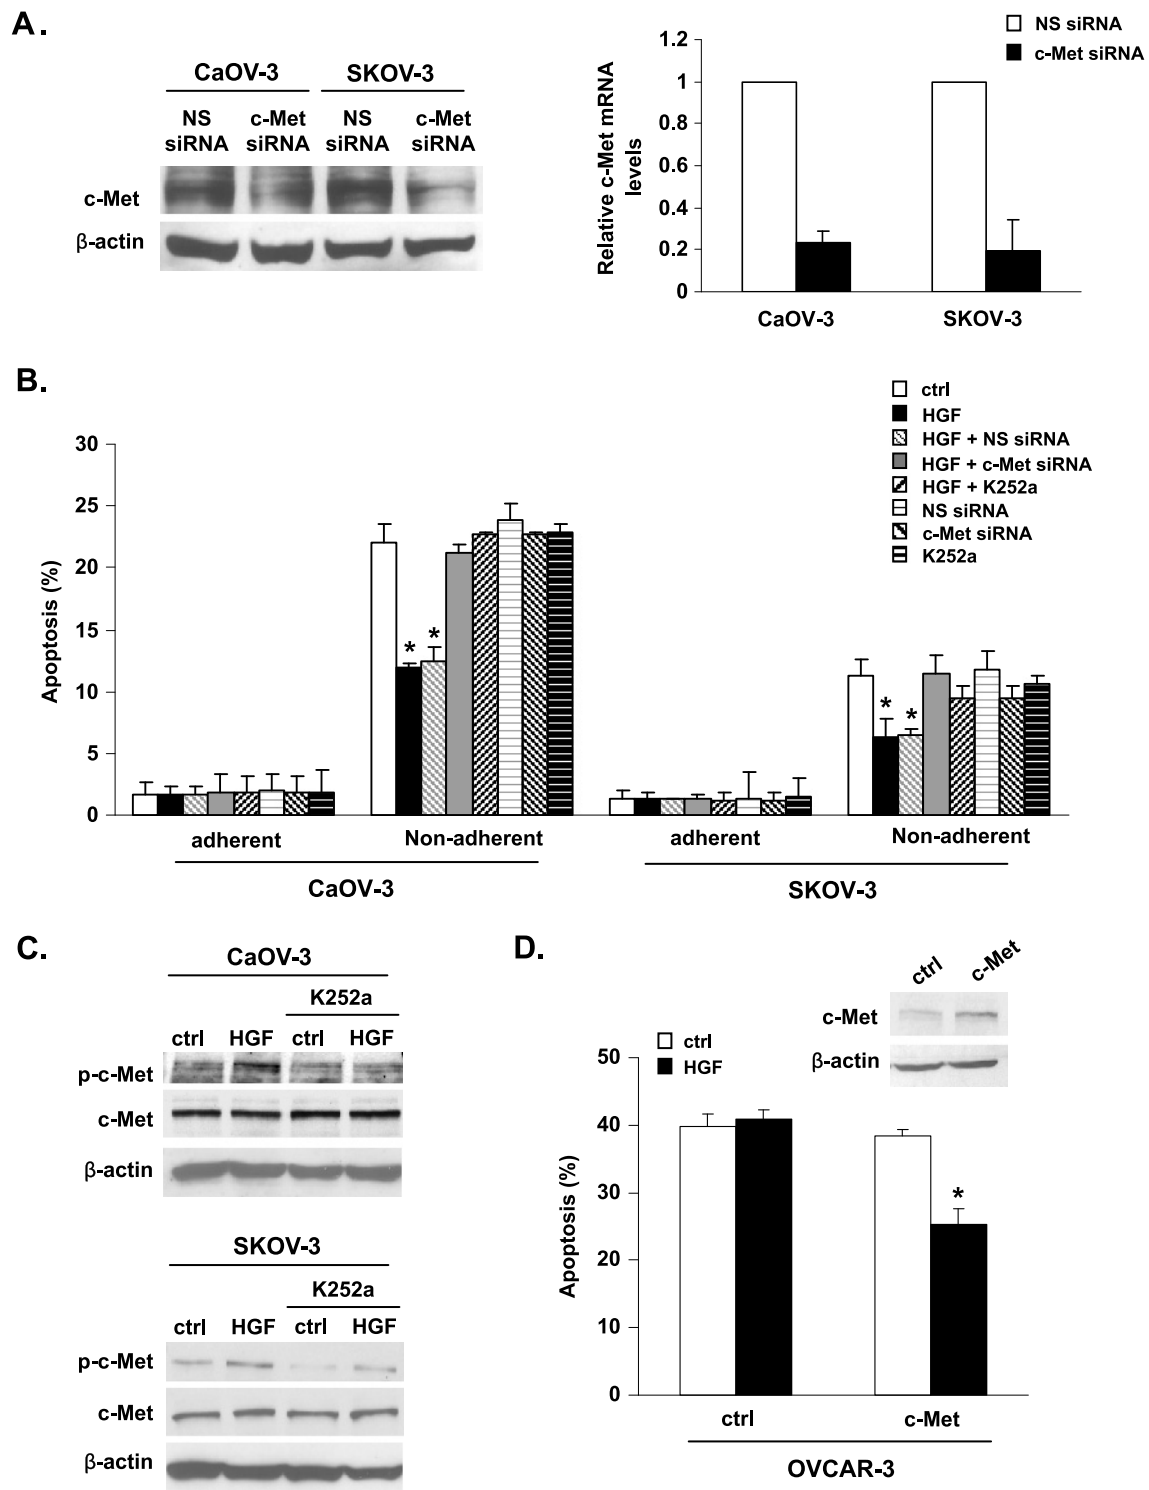 A.
CaOV-3 SKOV-3
NS siRNA c-Met siRNA NS siRNA c-Met siRNA
c-Met
β-actin
NS siRNA
c-Met siRNA
Relative c-Met mRNA levels
1.2
1
0.8
0.6
0.4
0.2
0
CaOV-3 SKOV-3
B.
ctrl
HGF
HGF + NS siRNA
HGF + c-Met siRNA
HGF + K252a
NS siRNA
c-Met siRNA
K252a
Apoptosis (%)
30
25
20
15
10
5
0
* *
* *
adherent Non-adherent adherent Non-adherent
CaOV-3 SKOV-3
C.
CaOV-3
K252a
ctrl HGF ctrl HGF
p-c-Met
c-Met
β-actin
SKOV-3
K252a
ctrl HGF ctrl HGF
p-c-Met
c-Met
β-actin
D.
ctrl c-Met
c-Met
β-actin
ctrl
HGF
Apoptosis (%)
50
40
30
20
10
0
*
ctrl c-Met
OVCAR-3